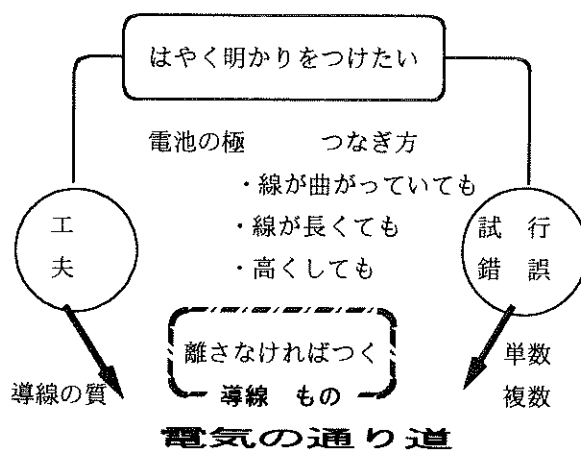 はやく明かりをつけたい
電池の極　つなぎ方
・線が曲がっていても
・線が長くても
・高くしても
工夫
試行錯誤
離さなければつく
導線　もの
導線の質
単数
複数
電気の通り道